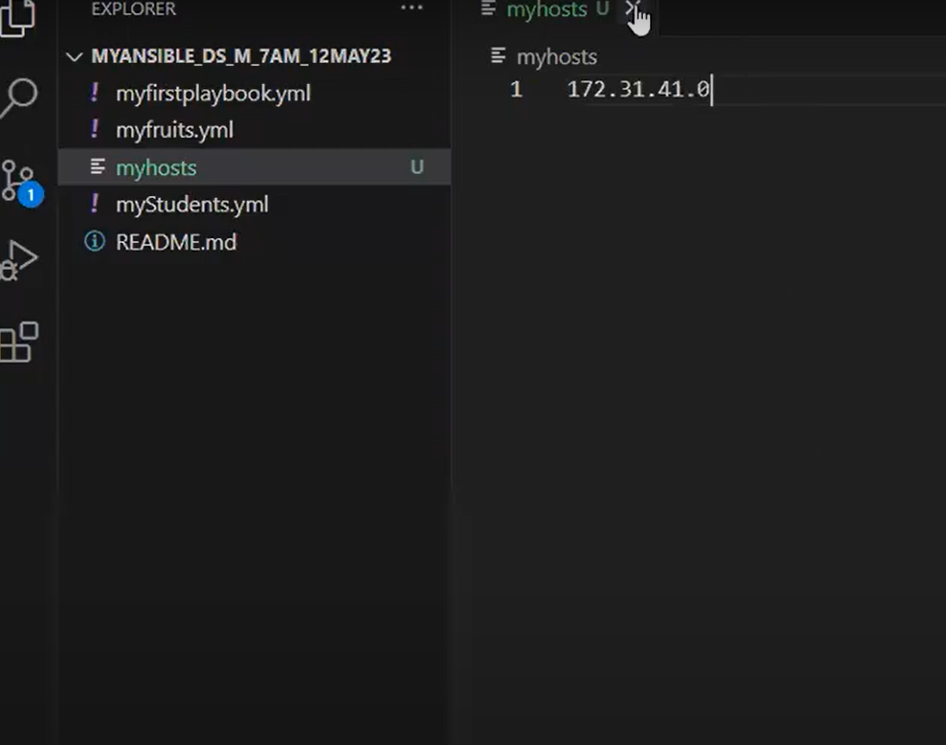 EXPLORER
MYANSIBLE_DS_M_7AM_12MAY23
myfirstplaybook.yml
myfruits.yml
myhosts U
myStudents.yml
README.md
1
myhosts U
myhosts
1 172.31.41.0